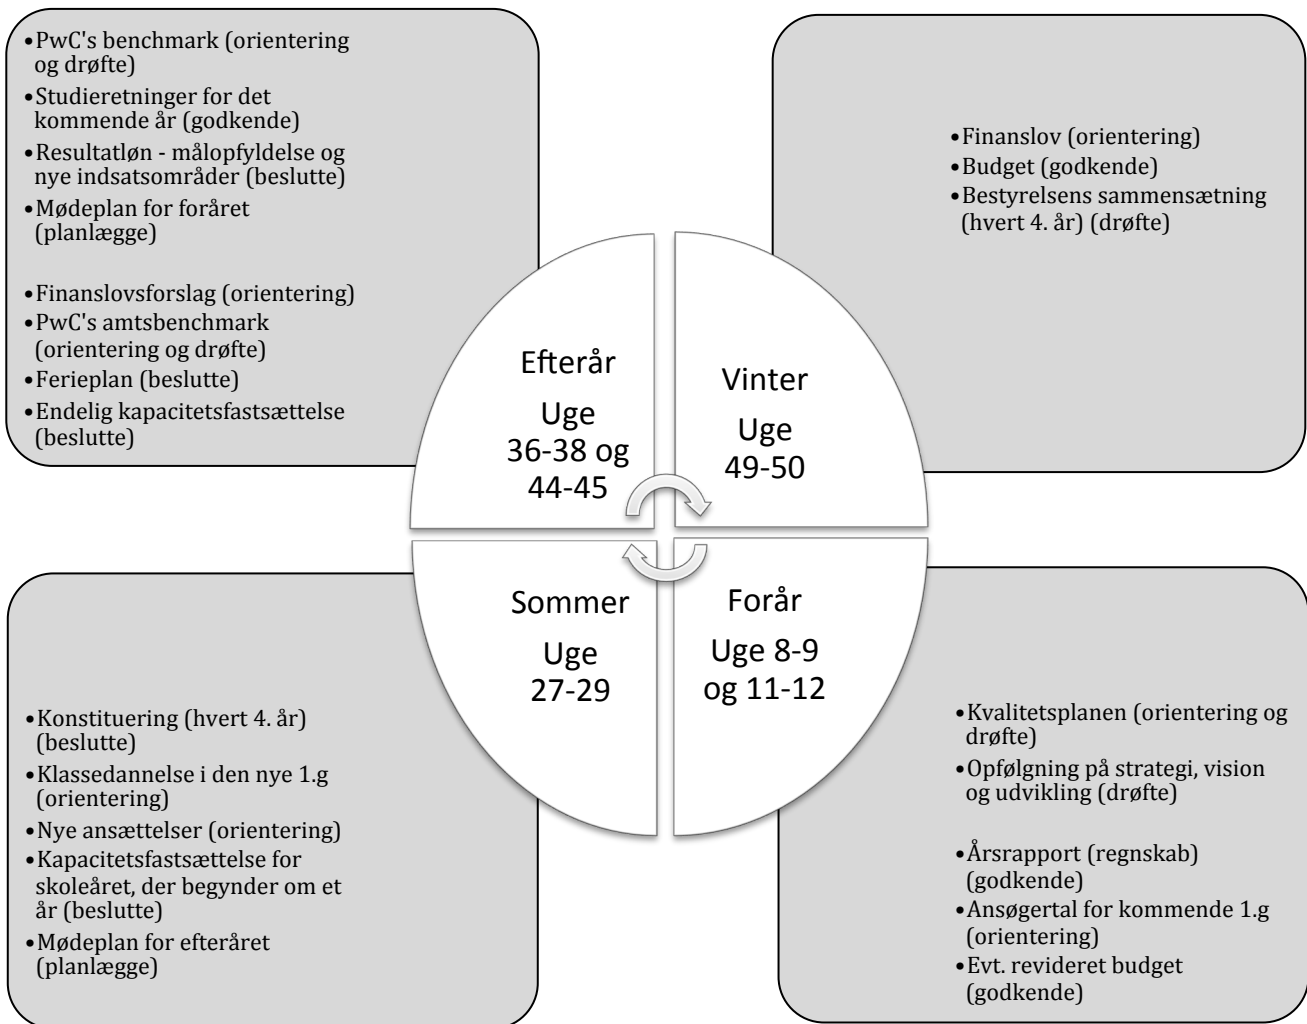 •PwC's benchmark (orientering
og drøfte)
•Studieretninger for det
kommende år (godkende)
•Resultatløn - målopfyldelse og
nye indsatsområder (beslutte)
•Mødeplan for foråret
(planlægge)
•Finanslovsforslag (orientering)
•PwC's amtsbenchmark
(orientering og drøfte)
•Ferieplan (beslutte)
•Endelig kapacitetsfastsættelse
(beslutte)
•Finanslov (orientering)
•Budget (godkende)
•Bestyrelsens sammensætning
(hvert 4. år) (drøfte)
Efterår
Uge
36-38 og
44-45
Vinter
Uge
49-50
Sommer
Uge
27-29
Forår
Uge 8-9
og 11-12
•Konstituering (hvert 4. år)
(beslutte)
•Klassedannelse i den nye 1.g
(orientering)
•Nye ansættelser (orientering)
•Kapacitetsfastsættelse for
skoleåret, der begynder om et
år (beslutte)
•Mødeplan for efteråret
(planlægge)
•Kvalitetsplanen (orientering og
drøfte)
•Opfølgning på strategi, vision
og udvikling (drøfte)
•Årsrapport (regnskab)
(godkende)
•Ansøgertal for kommende 1.g
(orientering)
•Evt. revideret budget
(godkende)